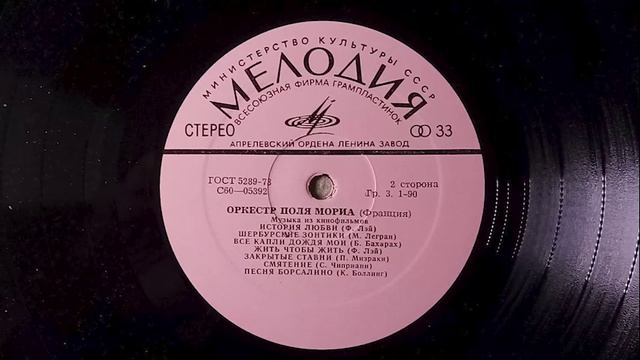 МИНИСТЕРСТВО КУЛЬТУРЫ СССР
МЕЛОДИЯ
ВСЕСОЮЗНАЯ ФИРМА ГРАМПЛАСТИНОК
СТЕРЕО
33
АПРЕЛЕВСКИЙ ОРДЕНА ЛЕНИНА ЗАВОД
ГОСТ 5289-73
2 сторона
С60—05392
Гр. 3. 1-90
ОРКЕСТР ПОЛЯ МОРИА (Франция)
Музыка из кинофильмов
ИСТОРИЯ ЛЮБВИ (Ф. Лэй)
ШЕРБУРСКИЕ ЗОНТИКИ (М. Легран)
ВСЕ КАПЛИ ДОЖДЯ МОИ (Б. Бахарах)
ЖИТЬ ЧТОБЫ ЖИТЬ (Ф. Лэй)
ЗАКРЫТЫЕ СТАВНИ (П. Мизраки)
СМЯТЕНИЕ (С. Чиприани)
ПЕСНЯ БОРСАЛИНО (К. Боллинг)